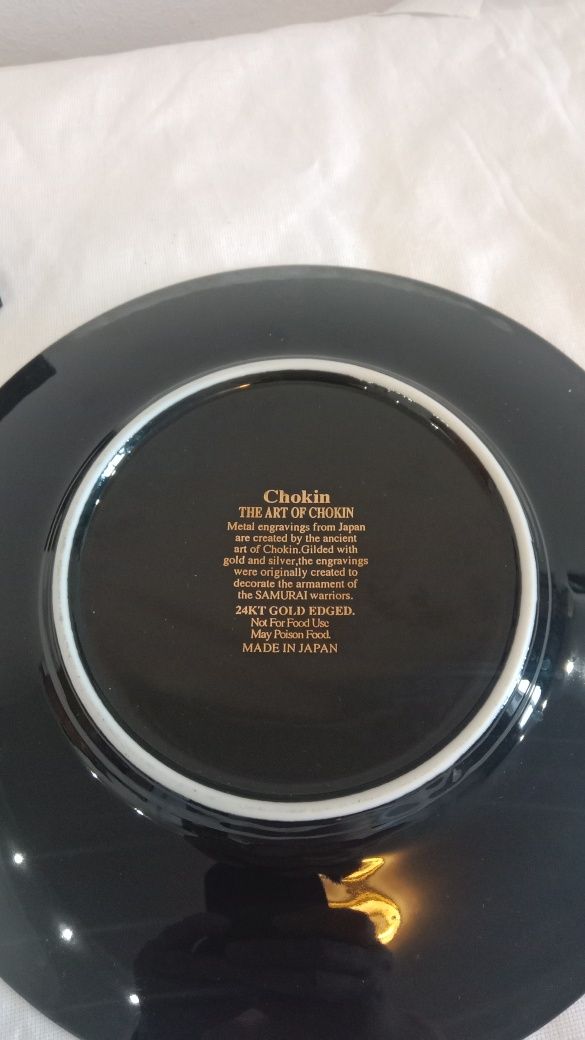 Chokin
THE ART OF CHOKIN
Metal engravings from Japan
are created by the ancient
art of Chokin.Gilded with
gold and silver,the engravings
were originally created to
decorate the armament of
the SAMURAI warriors.
24KT GOLD EDGED.
Not For Food Use
May Poison Food.
MADE IN JAPAN